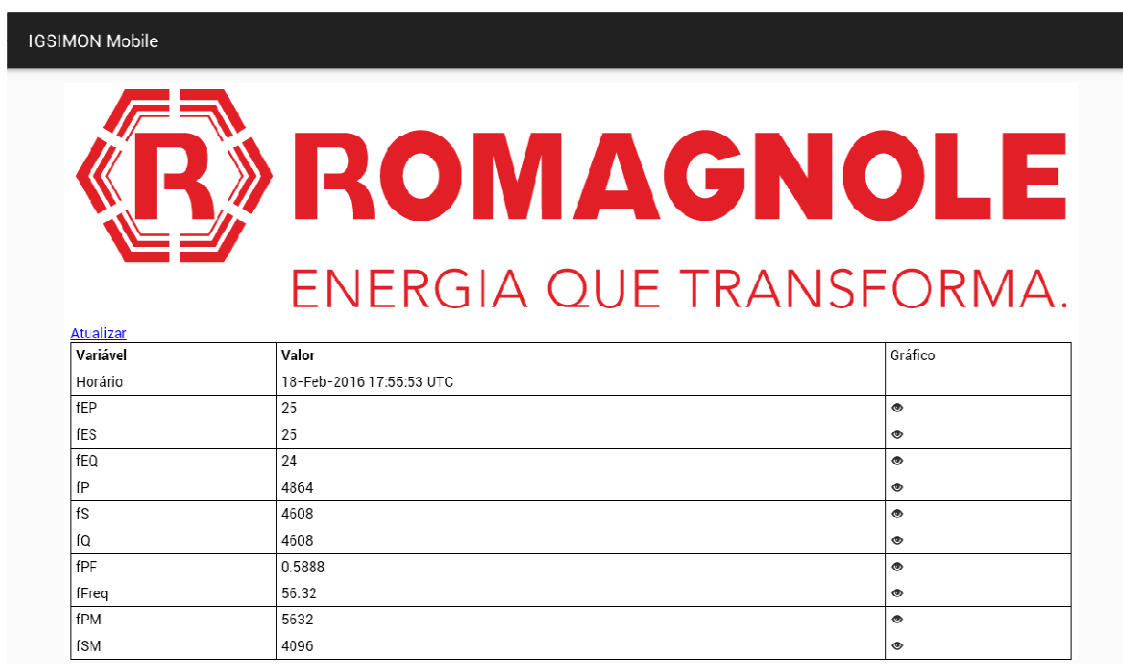 IGSIMON Mobile
R ROMAGNOLE
ENERGIA QUE TRANSFORMA.
Atualizar
Variável Valor Gráfico
Horário 18-Feb-2016 17:55:53 UTC
fEP 25
fES 25
fEQ 24
fP 4864
fS 4608
fQ 4608
fPF 0.5888
fFreq 56.32
fPM 5632
fSM 4096